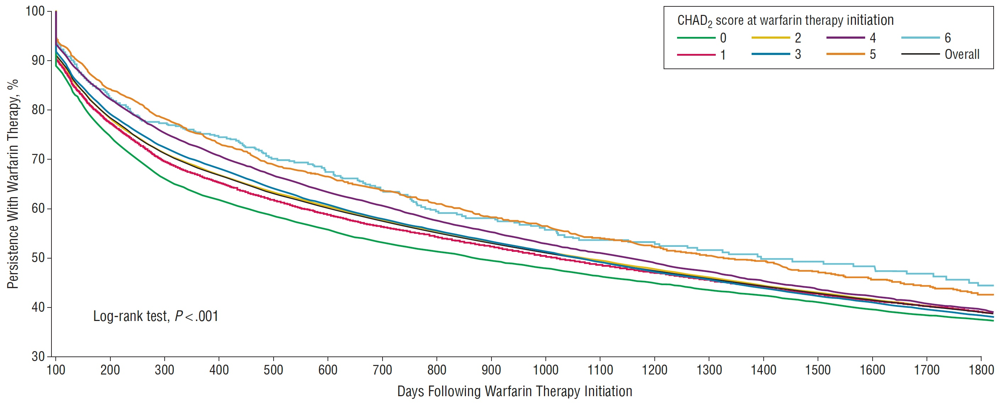 CHAD₂ score at warfarin therapy initiation
0 2 4 6
1 3 5 Overall
Persistence With Warfarin Therapy, %
100
90
80
70
60
50
40
30
Log-rank test, P < .001
100 200 300 400 500 600 700 800 900 1000 1100 1200 1300 1400 1500 1600 1700 1800
Days Following Warfarin Therapy Initiation